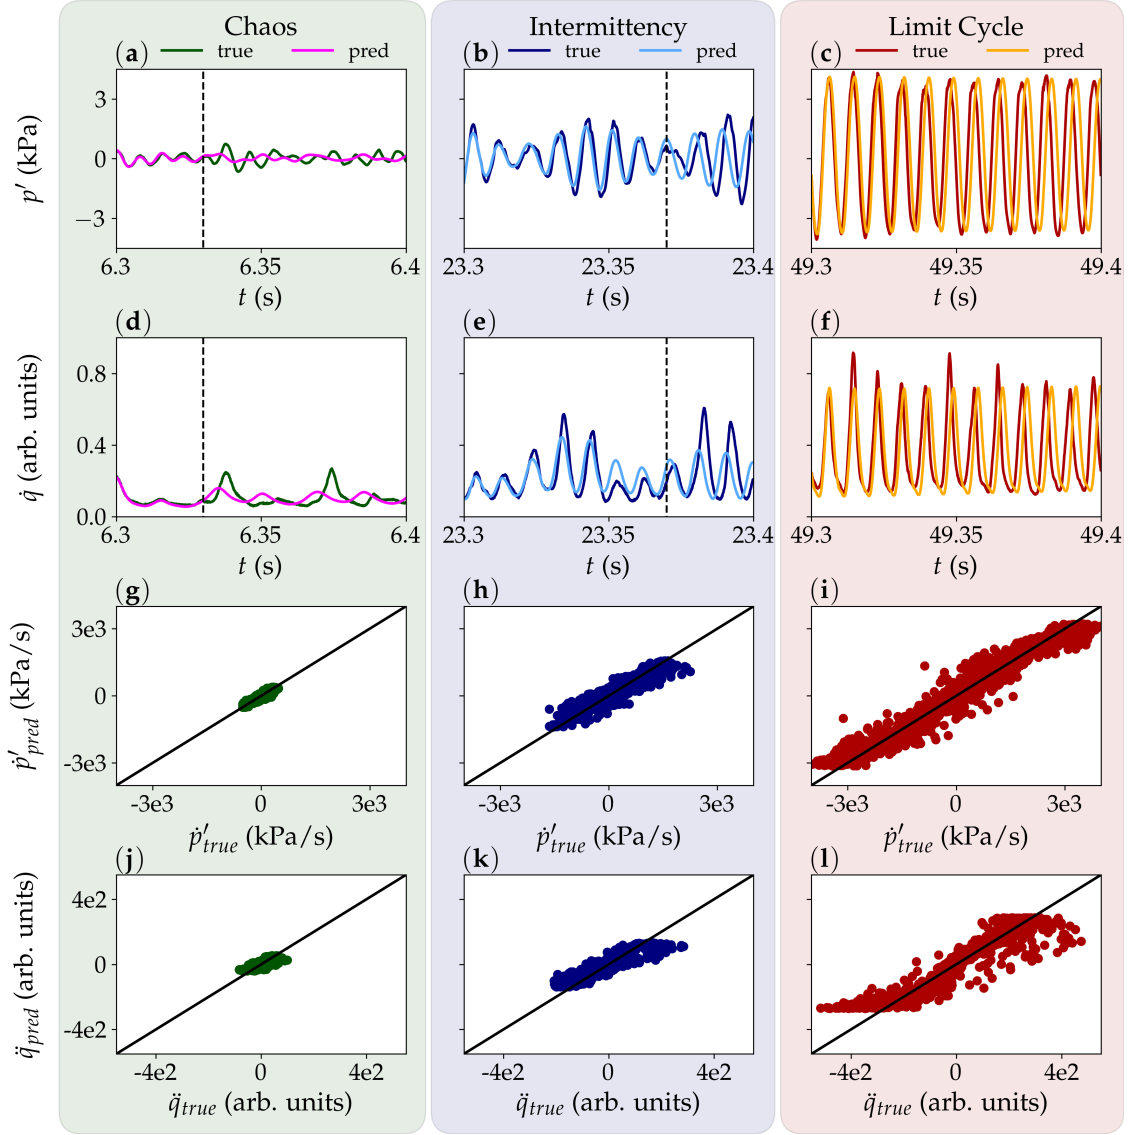 Chaos Intermittency Limit Cycle
(a) true pred (b) true pred (c) true pred
p′ (kPa)
3
0
−3
6.3 6.35 6.4 23.3 23.35 23.4 49.3 49.35 49.4
t (s) t (s) t (s)
(d) (e) (f)
q̇ (arb. units)
0.8
0.4
0.0
6.3 6.35 6.4 23.3 23.35 23.4 49.3 49.35 49.4
t (s) t (s) t (s)
(g) (h) (i)
ṗ′pred (kPa/s)
3e3
0
-3e3
-3e3 0 3e3 -3e3 0 3e3 -3e3 0 3e3
ṗ′true (kPa/s) ṗ′true (kPa/s) ṗ′true (kPa/s)
(j) (k) (l)
q̈pred (arb. units)
4e2
0
-4e2
-4e2 0 4e2 -4e2 0 4e2 -4e2 0 4e2
q̈true (arb. units) q̈true (arb. units) q̈true (arb. units)